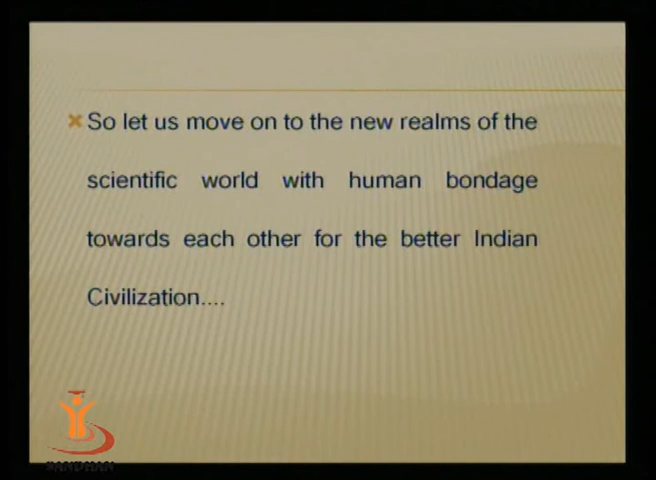 So let us move on to the new realms of the
scientific world with human bondage
towards each other for the better Indian
Civilization....
SANDHAN